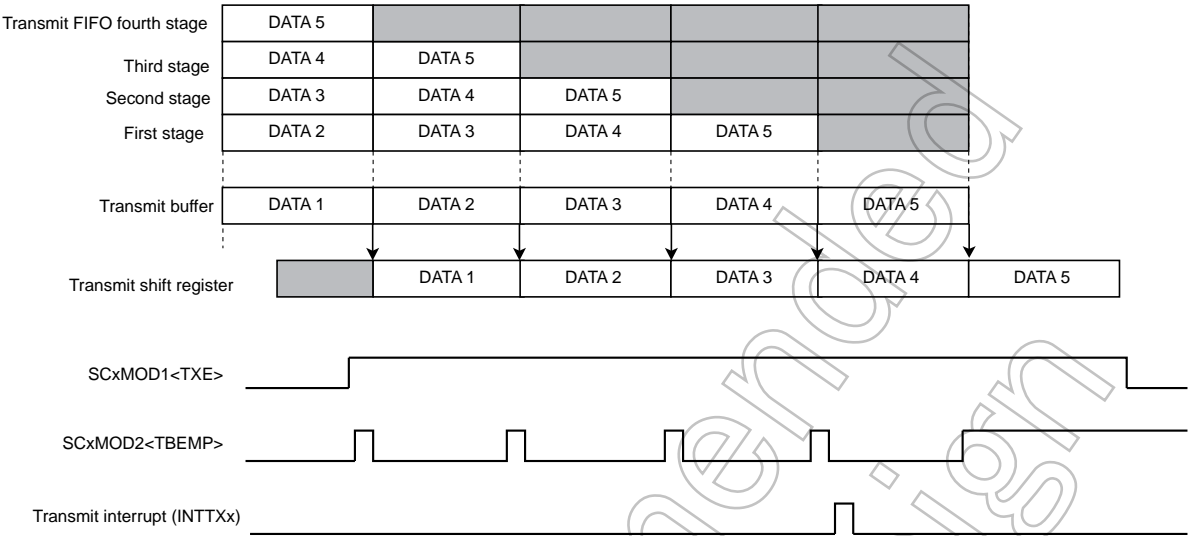 Transmit FIFO fourth stage DATA 5
Third stage DATA 4 DATA 5
Second stage DATA 3 DATA 4 DATA 5
First stage DATA 2 DATA 3 DATA 4 DATA 5
Transmit buffer DATA 1 DATA 2 DATA 3 DATA 4 DATA 5
Transmit shift register DATA 1 DATA 2 DATA 3 DATA 4 DATA 5
SCxMOD1<TXE>
SCxMOD2<TBEMP>
Transmit interrupt (INTTXx)
ended
ign